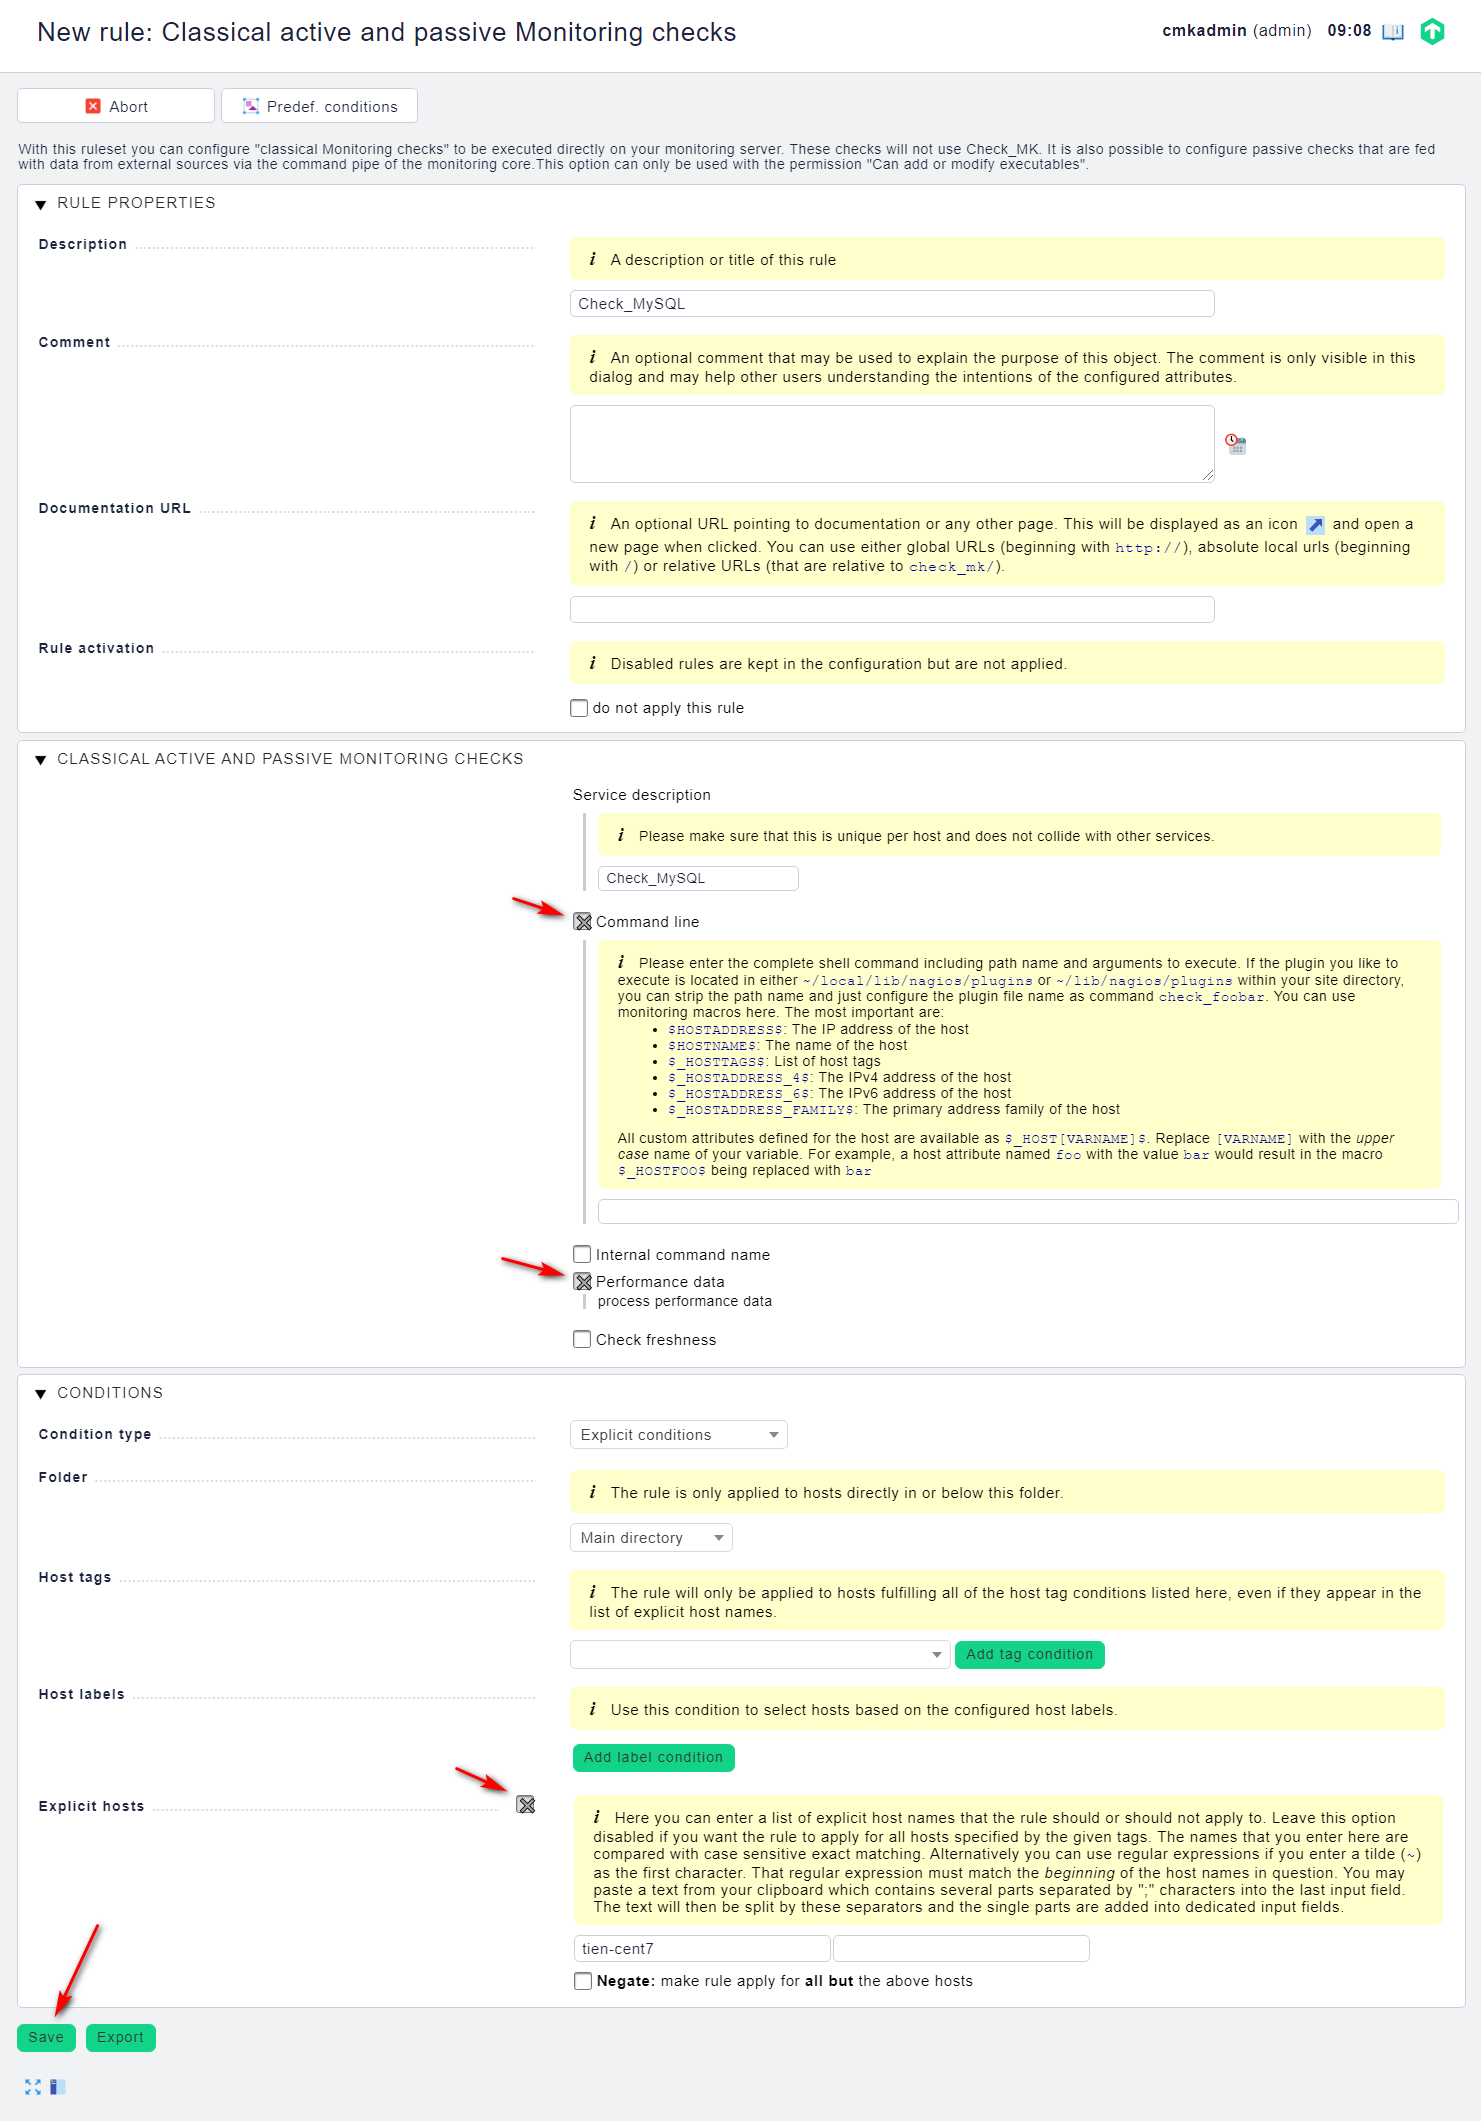 New rule: Classical active and passive Monitoring checks
cmkadmin (admin) 09:08
Abort
Predef. conditions
With this ruleset you can configure "classical Monitoring checks" to be executed directly on your monitoring server. These checks will not use Check_MK. It is also possible to configure passive checks that are fed
with data from external sources via the command pipe of the monitoring core.This option can only be used with the permission "Can add or modify executables".
RULE PROPERTIES
Description
i A description or title of this rule
Check_MySQL
Comment
i An optional comment that may be used to explain the purpose of this object. The comment is only visible in this
dialog and may help other users understanding the intentions of the configured attributes.
Documentation URL
i An optional URL pointing to documentation or any other page. This will be displayed as an icon and open a
new page when clicked. You can use either global URLs (beginning with http://), absolute local urls (beginning
with /) or relative URLs (that are relative to check_mk/).
Rule activation
i Disabled rules are kept in the configuration but are not applied.
do not apply this rule
CLASSICAL ACTIVE AND PASSIVE MONITORING CHECKS
Service description
i Please make sure that this is unique per host and does not collide with other services.
Check_MySQL
Command line
i Please enter the complete shell command including path name and arguments to execute. If the plugin you like to
execute is located in either ~/local/lib/nagios/plugins or ~/lib/nagios/plugins within your site directory,
you can strip the path name and just configure the plugin file name as command check_foobar. You can use
monitoring macros here. The most important are:
• $HOSTADDRESS$: The IP address of the host
• $HOSTNAME$: The name of the host
• $_HOSTTAGS$: List of host tags
• $_HOSTADDRESS_4$: The IPv4 address of the host
• $_HOSTADDRESS_6$: The IPv6 address of the host
• $_HOSTADDRESS_FAMILY$: The primary address family of the host
All custom attributes defined for the host are available as $_HOST[VARNAME]$. Replace [VARNAME] with the upper
case name of your variable. For example, a host attribute named foo with the value bar would result in the macro
$_HOSTFOO$ being replaced with bar
Internal command name
Performance data
process performance data
Check freshness
CONDITIONS
Condition type
Explicit conditions
Folder
i The rule is only applied to hosts directly in or below this folder.
Main directory
Host tags
i The rule will only be applied to hosts fulfilling all of the host tag conditions listed here, even if they appear in the
list of explicit host names.
Add tag condition
Host labels
i Use this condition to select hosts based on the configured host labels.
Add label condition
Explicit hosts
i Here you can enter a list of explicit host names that the rule should or should not apply to. Leave this option
disabled if you want the rule to apply for all hosts specified by the given tags. The names that you enter here are
compared with case sensitive exact matching. Alternatively you can use regular expressions if you enter a tilde (~)
as the first character. That regular expression must match the beginning of the host names in question. You may
paste a text from your clipboard which contains several parts separated by ";" characters into the last input field.
The text will then be split by these separators and the single parts are added into dedicated input fields.
tien-cent7
Negate: make rule apply for all but the above hosts
Save
Export